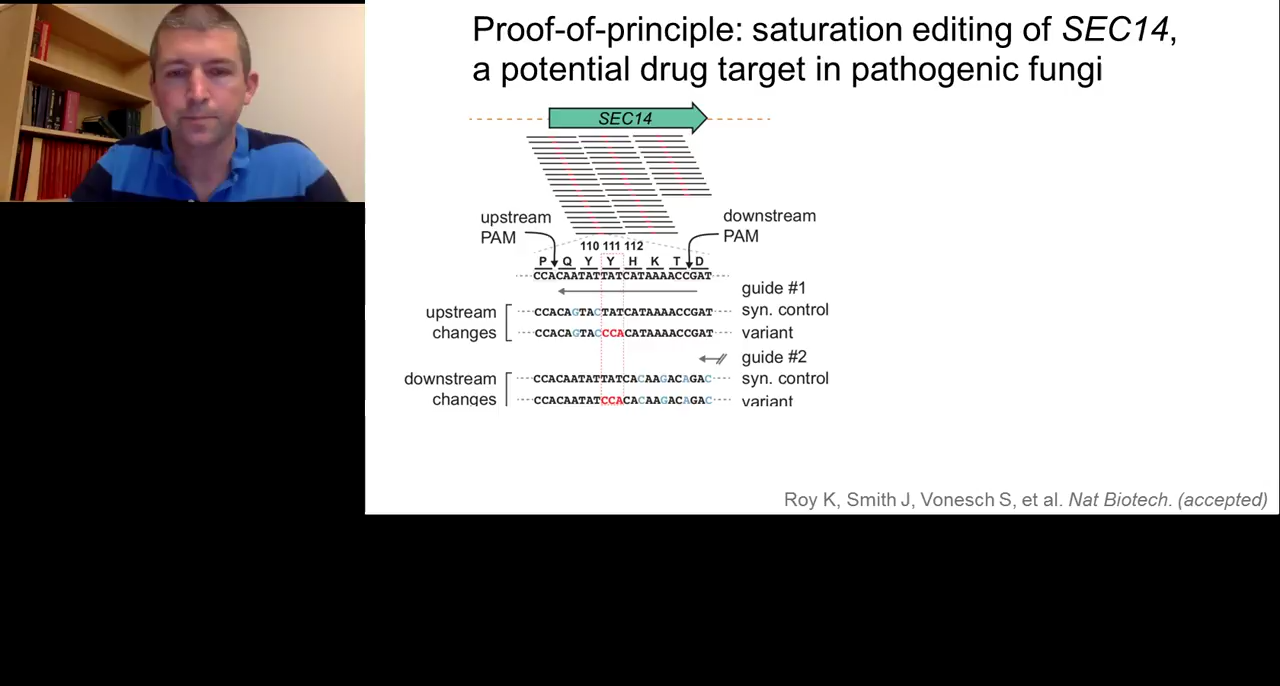 Proof-of-principle: saturation editing of SEC14,
a potential drug target in pathogenic fungi
SEC14
upstream
PAM
downstream
PAM
110 111 112
P Q Y Y H K T D
CCACAATATTATCATAAAACCGAT
guide #1
upstream
changes
CCACAGTACTATCATAAAACCGAT
syn. control
CCACAGTACCCACATAAAACCGAT
variant
guide #2
downstream
changes
CCACAATATTATCACAAGACAGAC
syn. control
CCACAATATCCACACAAGACAGAC
variant
Roy K, Smith J, Vonesch S, et al. Nat Biotech. (accepted)